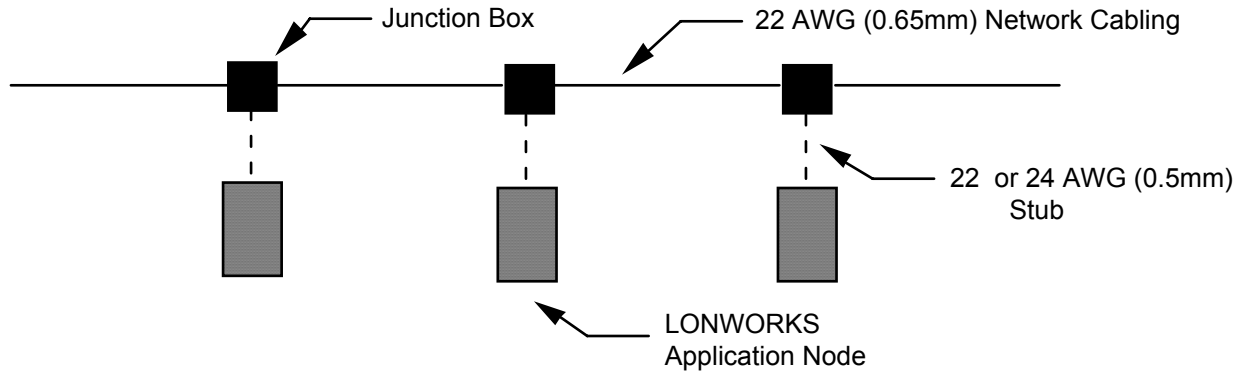 Junction Box
22 AWG (0.65mm) Network Cabling
22 or 24 AWG (0.5mm)
Stub
LONWORKS
Application Node